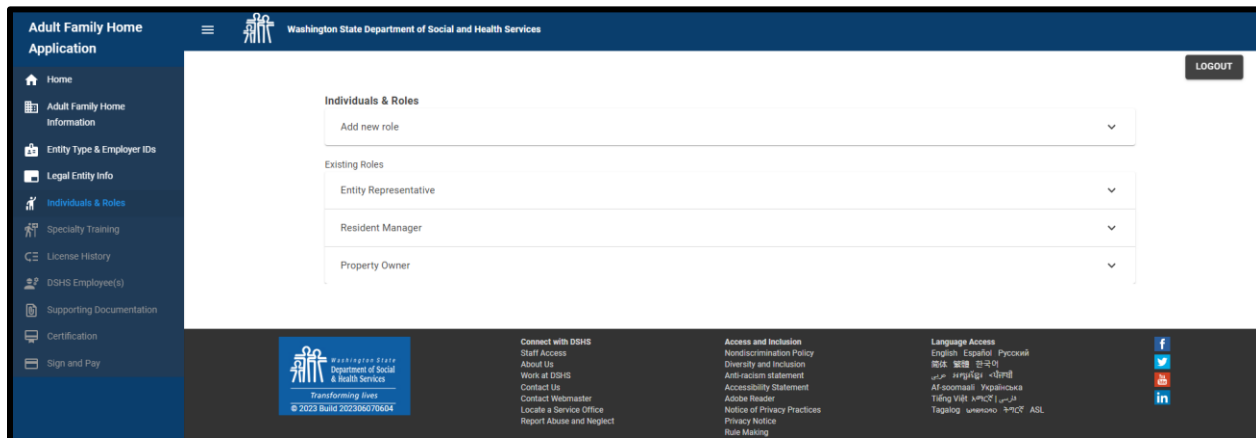 Adult Family Home
Application
Washington State Department of Social and Health Services
LOGOUT
Home
Adult Family Home
Information
Entity Type & Employer IDs
Legal Entity Info
Individuals & Roles
Specialty Training
License History
DSHS Employee(s)
Supporting Documentation
Certification
Sign and Pay
Individuals & Roles
Add new role
Existing Roles
Entity Representative
Resident Manager
Property Owner
Washington State
Department of Social
& Health Services
Transforming lives
© 2023 Build 202306070604
Connect with DSHS
Staff Access
About Us
Work at DSHS
Contact Us
Contact Webmaster
Locate a Service Office
Report Abuse and Neglect
Access and Inclusion
Nondiscrimination Policy
Diversity and Inclusion
Anti-racism statement
Accessibility Statement
Adobe Reader
Notice of Privacy Practices
Privacy Notice
Rule Making
Language Access
English Español Русский
简体 繁體 한국어
عربى ਪੰਜਾਬੀ
Af-soomaali Українська
Tiếng Việt አማርኛ | فارسی
Tagalog ትግርኛ ASL
f
You
in